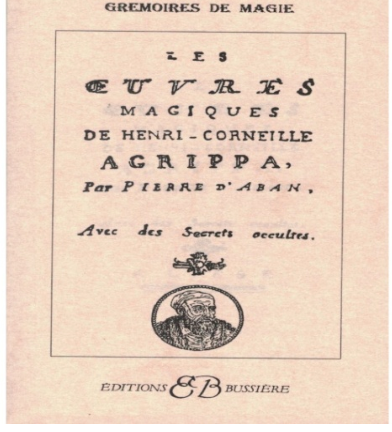 GREMOIRES DE MAGIE
LES
ŒUVRES
MAGIQUES
DE HENRI-CORNEILLE
AGRIPPA,
Par PIERRE D'ABAN,
Avec des Secrets occultes.
ÉDITIONS EB BUSSIÈRE